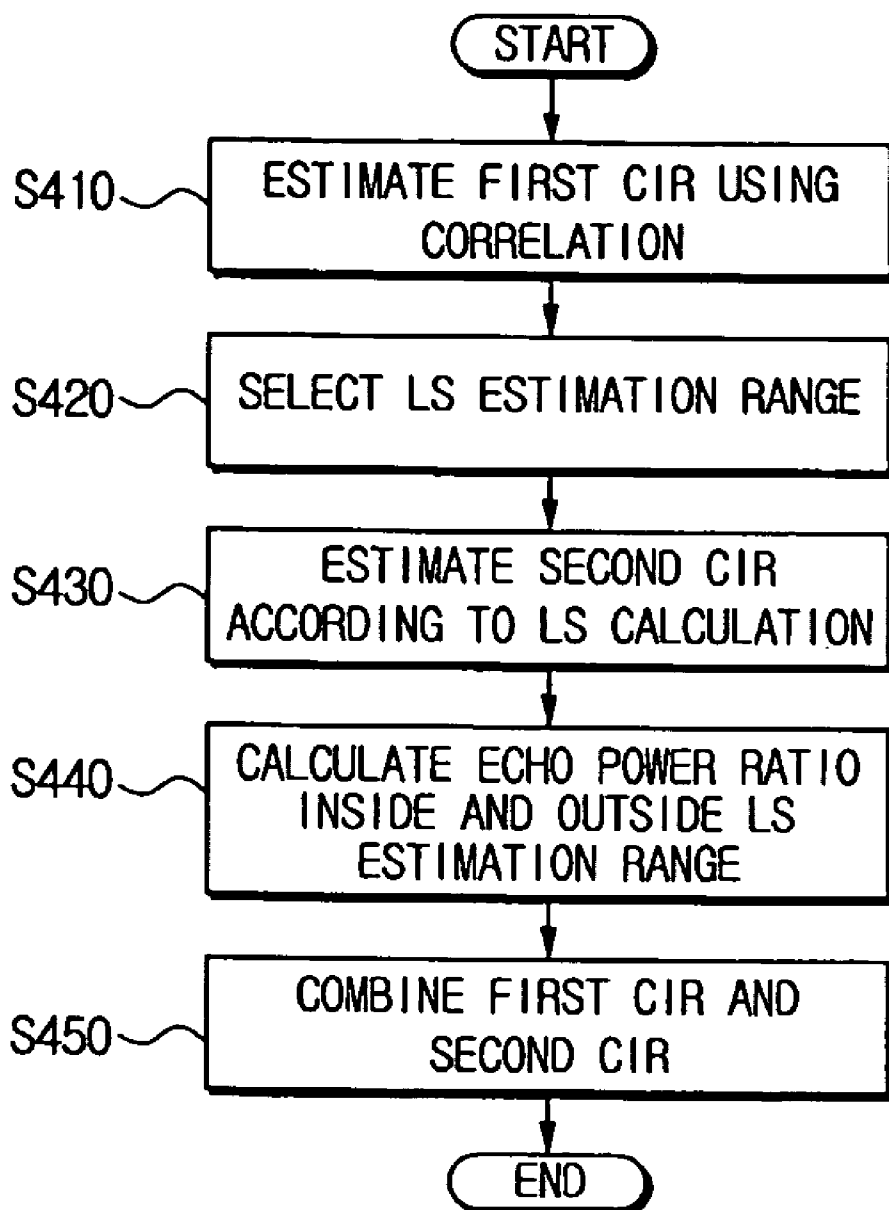 START
S410
ESTIMATE FIRST CIR USING
CORRELATION
S420
SELECT LS ESTIMATION RANGE
S430
ESTIMATE SECOND CIR
ACCORDING TO LS CALCULATION
S440
CALCULATE ECHO POWER RATIO
INSIDE AND OUTSIDE LS
ESTIMATION RANGE
S450
COMBINE FIRST CIR AND
SECOND CIR
END